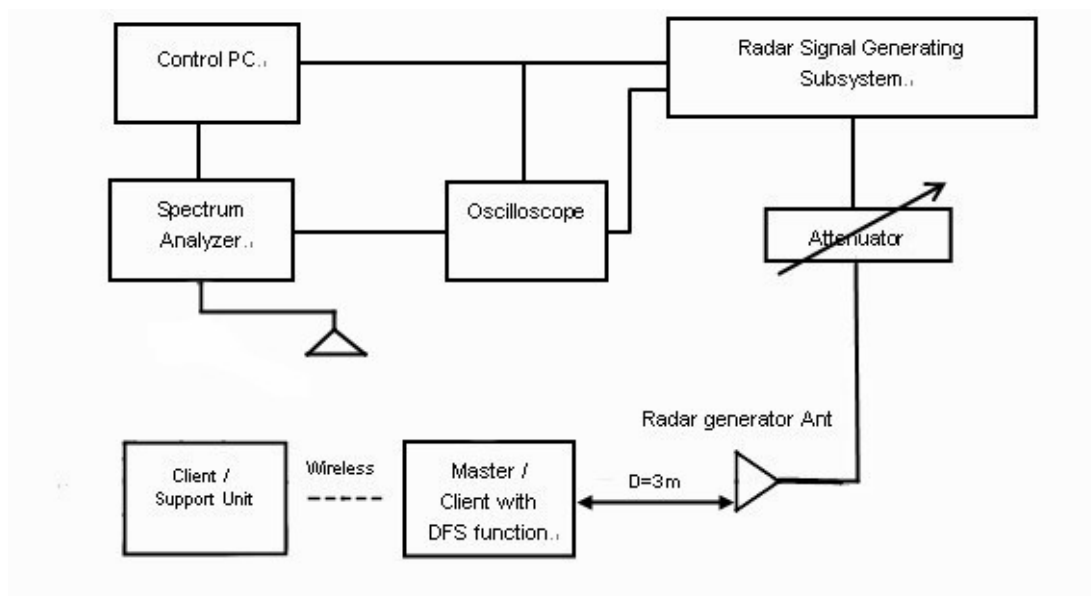 Control PC.
Radar Signal Generating
Subsystem.
Spectrum
Analyzer.
Oscilloscope
Attenuator
Radar generator Ant
Client /
Support Unit
Wireless
Master /
Client with
DFS function.
D=3m